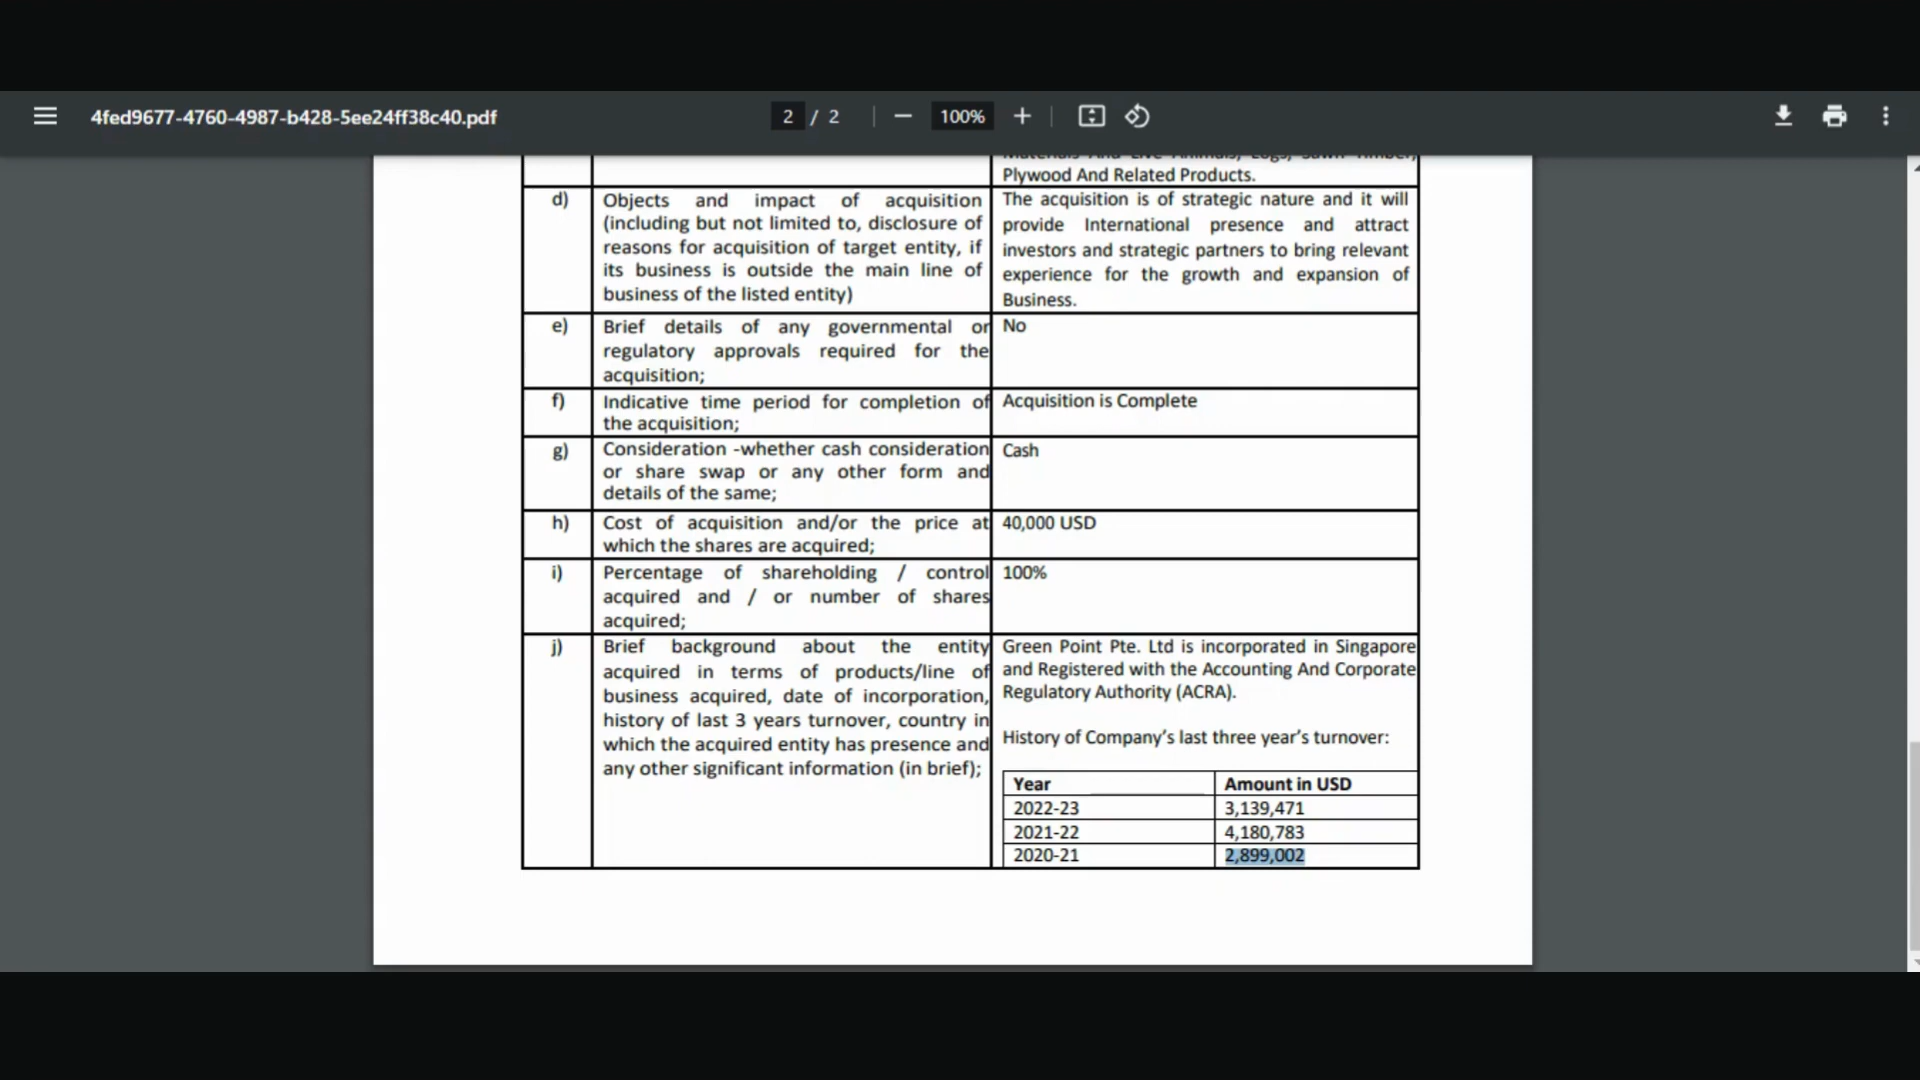 4fed9677-4760-4987-b428-5ee24ff38c40.pdf
2 / 2
100%
Plywood And Related Products.
d)
Objects and impact of acquisition
(including but not limited to, disclosure of
reasons for acquisition of target entity, if
its business is outside the main line of
business of the listed entity)
The acquisition is of strategic nature and it will
provide International presence and attract
investors and strategic partners to bring relevant
experience for the growth and expansion of
Business.
e)
Brief details of any governmental or
regulatory approvals required for the
acquisition;
No
f)
Indicative time period for completion of
the acquisition;
Acquisition is Complete
g)
Consideration -whether cash consideration
or share swap or any other form and
details of the same;
Cash
h)
Cost of acquisition and/or the price at
which the shares are acquired;
40,000 USD
i)
Percentage of shareholding / control
acquired and / or number of shares
acquired;
100%
j)
Brief background about the entity
acquired in terms of products/line of
business acquired, date of incorporation,
history of last 3 years turnover, country in
which the acquired entity has presence and
any other significant information (in brief);
Green Point Pte. Ltd is incorporated in Singapore
and Registered with the Accounting And Corporate
Regulatory Authority (ACRA).
History of Company's last three year's turnover:
Year Amount in USD
2022-23 3,139,471
2021-22 4,180,783
2020-21 2,899,002